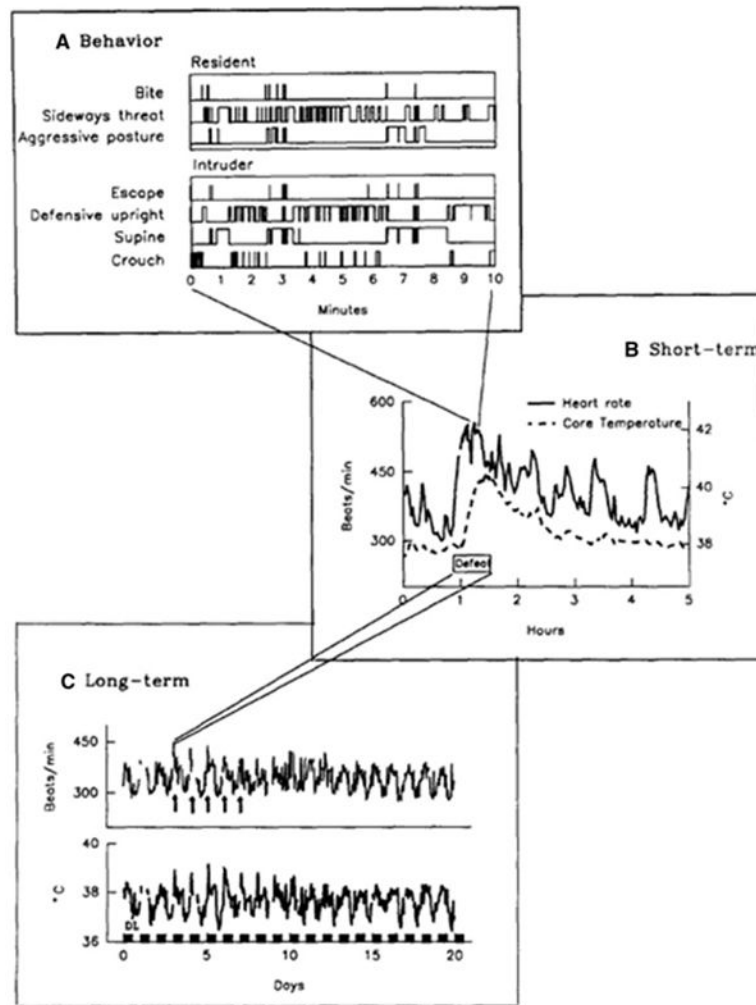 A Behavior
Resident
Bite
Sideways threat
Aggressive posture
Intruder
Escape
Defensive upright
Supine
Crouch
0 1 2 3 4 5 6 7 8 9 10
Minutes
B Short-term
Heart rate
Core Temperature
600
450
300
Beats/min
42
40
38
°C
Defeat
0 1 2 3 4 5
Hours
C Long-term
450
300
Beats/min
40
38
36
°C
DL
0 5 10 15 20
Days